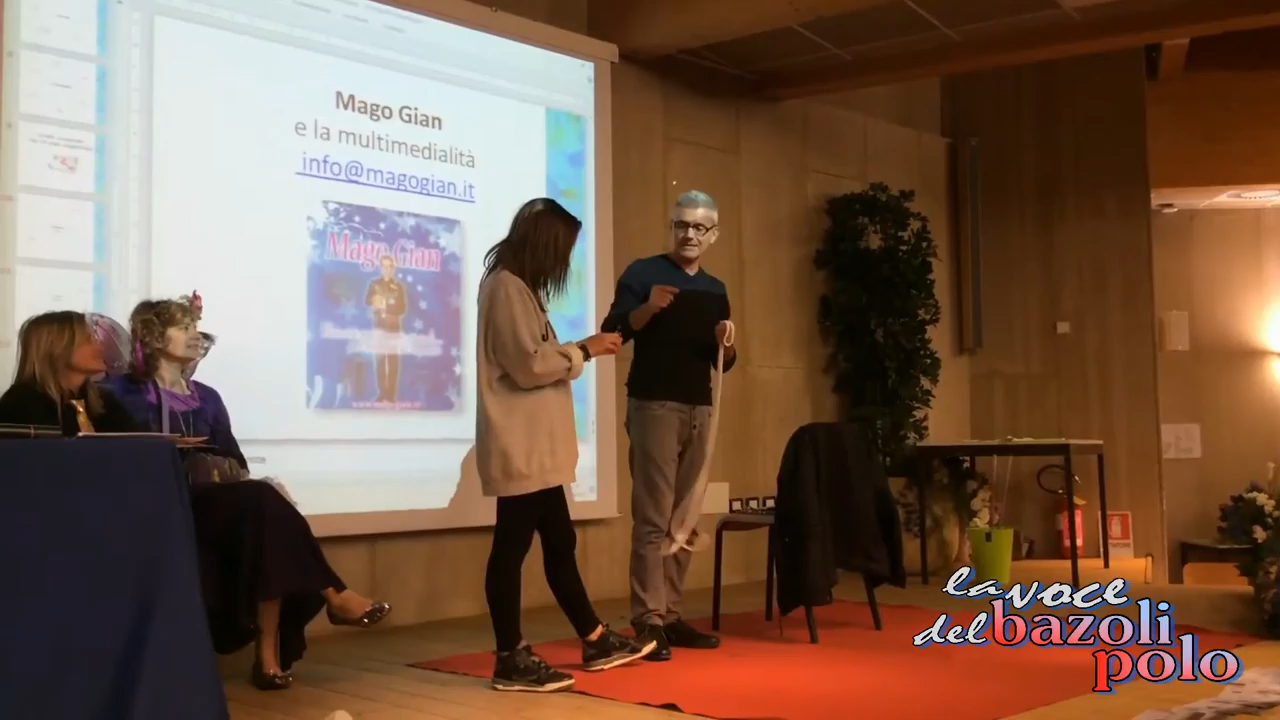 Mago Gian
e la multimedialità
info@magogian.it
Mago Gian
la voce
del bazoli
polo